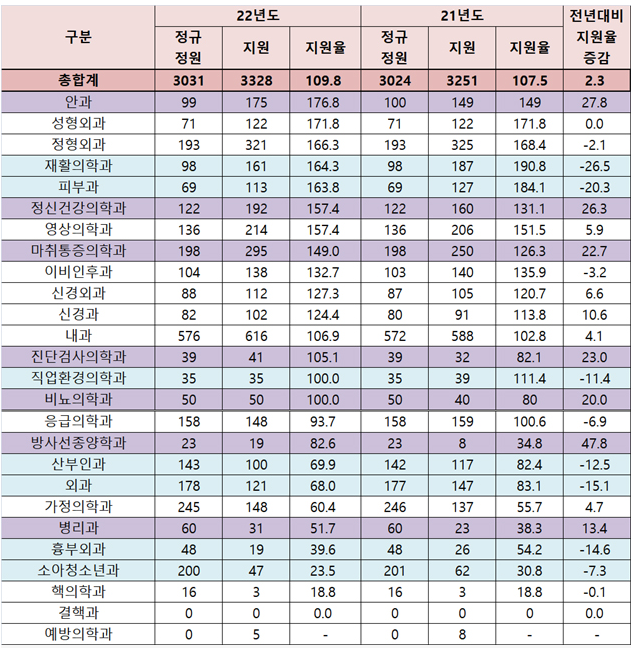 구분 22년도 21년도 전년대비 지원율 증감
정규 정원 지원 지원율 정규 정원 지원 지원율
총합계 3031 3328 109.8 3024 3251 107.5 2.3
안과 99 175 176.8 100 149 149 27.8
성형외과 71 122 171.8 71 122 171.8 0.0
정형외과 193 321 166.3 193 325 168.4 -2.1
재활의학과 98 161 164.3 98 187 190.8 -26.5
피부과 69 113 163.8 69 127 184.1 -20.3
정신건강의학과 122 192 157.4 122 160 131.1 26.3
영상의학과 136 214 157.4 136 206 151.5 5.9
마취통증의학과 198 295 149.0 198 250 126.3 22.7
이비인후과 104 138 132.7 103 140 135.9 -3.2
신경외과 88 112 127.3 87 105 120.7 6.6
신경과 82 102 124.4 80 91 113.8 10.6
내과 576 616 106.9 572 588 102.8 4.1
진단검사의학과 39 41 105.1 39 32 82.1 23.0
직업환경의학과 35 35 100.0 35 39 111.4 -11.4
비뇨의학과 50 50 100.0 50 40 80 20.0
응급의학과 158 148 93.7 158 159 100.6 -6.9
방사선종양학과 23 19 82.6 23 8 34.8 47.8
산부인과 143 100 69.9 142 117 82.4 -12.5
외과 178 121 68.0 177 147 83.1 -15.1
가정의학과 245 148 60.4 246 137 55.7 4.7
병리과 60 31 51.7 60 23 38.3 13.4
흉부외과 48 19 39.6 48 26 54.2 -14.6
소아청소년과 200 47 23.5 201 62 30.8 -7.3
핵의학과 16 3 18.8 16 3 18.8 -0.1
결핵과 0 0 0.0 0 0 0.0 0.0
예방의학과 0 5 - 0 8 - -